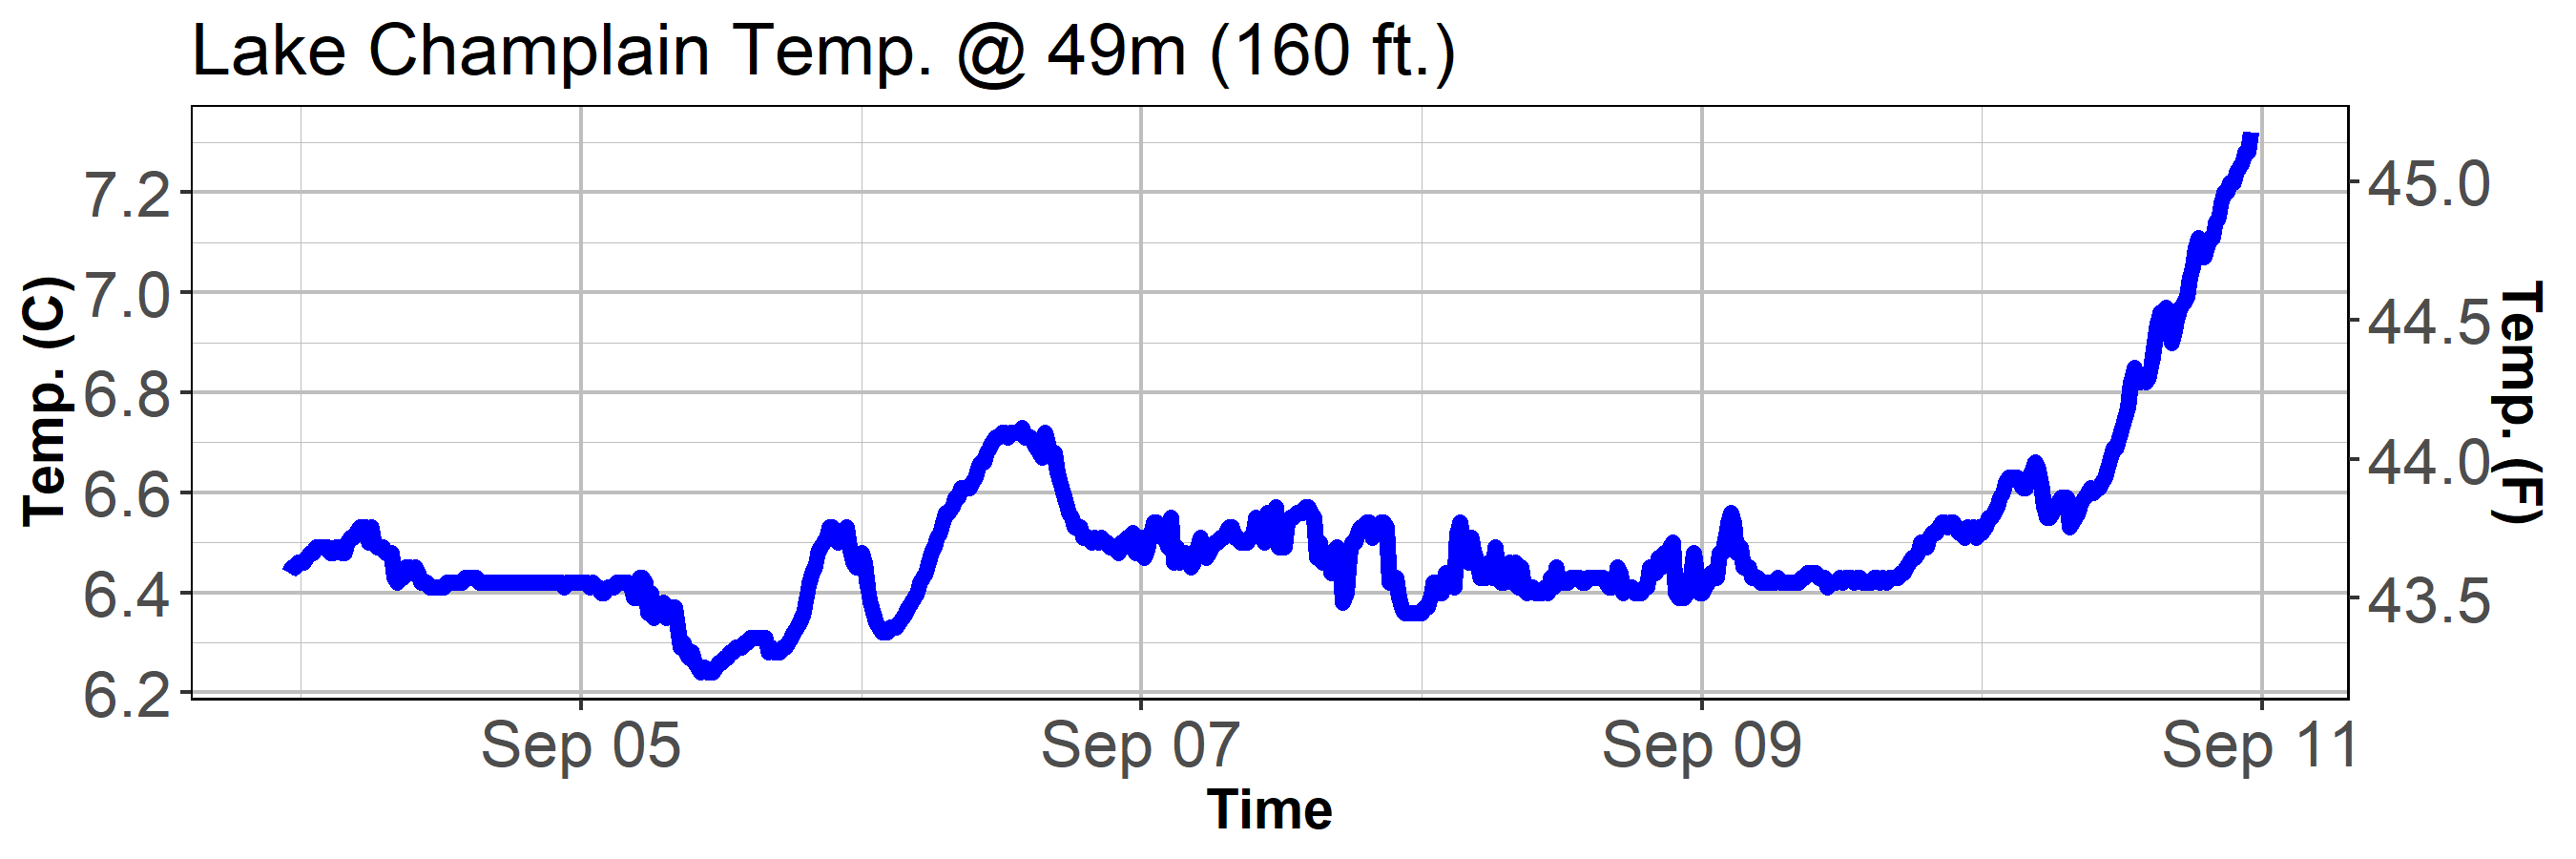 Lake Champlain Temp. @ 49m (160 ft.)
Temp. (C)
7.2
7.0
6.8
6.6
6.4
6.2
45.0
44.5
44.0
43.5
Temp. (F)
Sep 05
Sep 07
Sep 09
Sep 11
Time